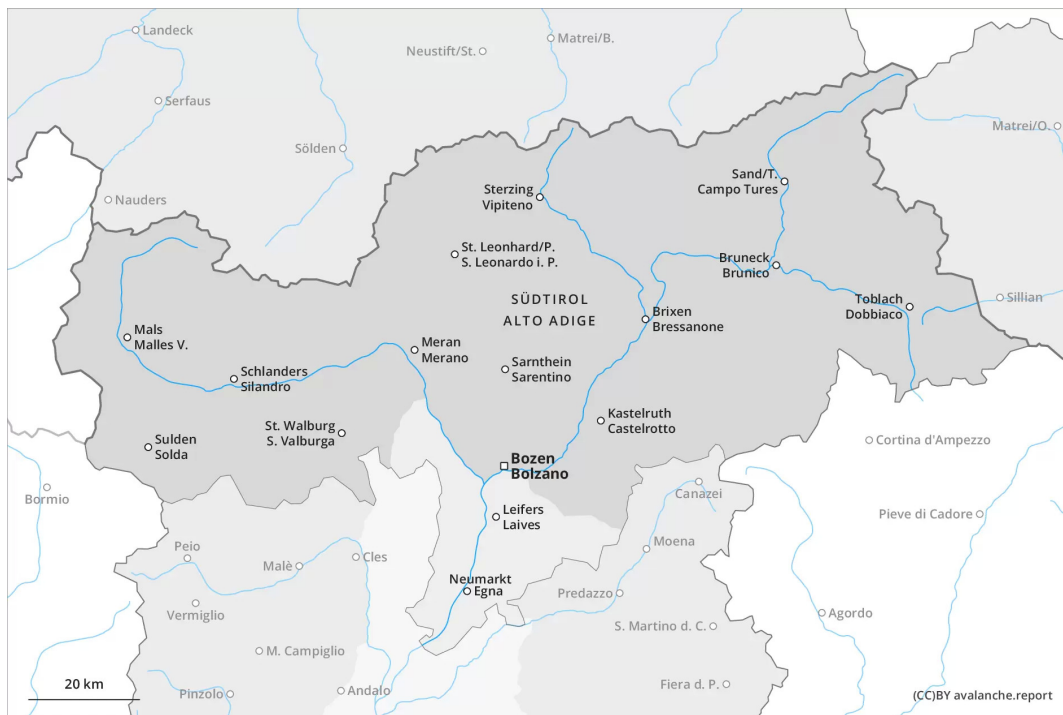 Landeck
Matrei/B.
Neustift/St.
Serfaus
Matrei/O.
Sölden
Sand/T.
Campo Tures
Sterzing
Vipiteno
Nauders
St. Leonhard/P.
S. Leonardo i. P.
Bruneck
Brunico
SÜDTIROL
ALTO ADIGE
Toblach
Dobbiaco
Sillian
Brixen
Bressanone
Mals
Malles V.
Meran
Merano
Sarnthein
Sarentino
Schlanders
Silandro
Kastelruth
Castelrotto
St. Walburg
S. Valburga
Sulden
Solda
Cortina d'Ampezzo
Bozen
Bolzano
Bormio
Canazei
Leifers
Laives
Pieve di Cadore
Peio
Malè
Cles
Moena
Neumarkt
Egna
Predazzo
Vermiglio
Agordo
S. Martino d. C.
M. Campiglio
20 km
Pinzolo
Andalo
Fiera d. P.
(CC)BY avalanche.report